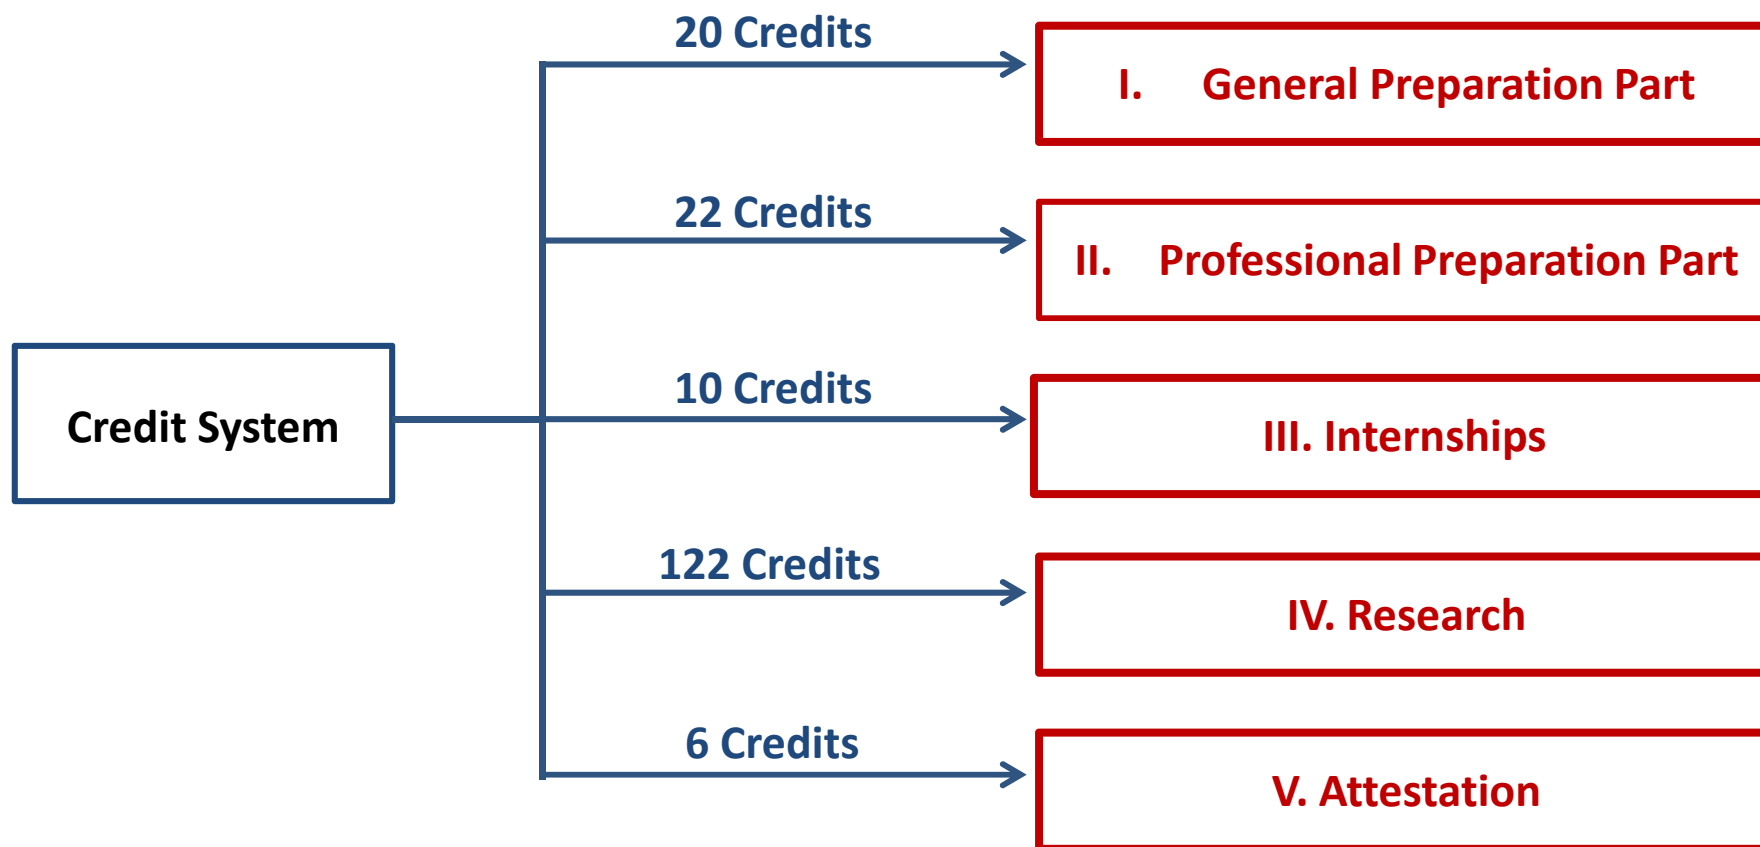 20 Credits
I. General Preparation Part
22 Credits
II. Professional Preparation Part
10 Credits
Credit System
III. Internships
122 Credits
IV. Research
6 Credits
V. Attestation